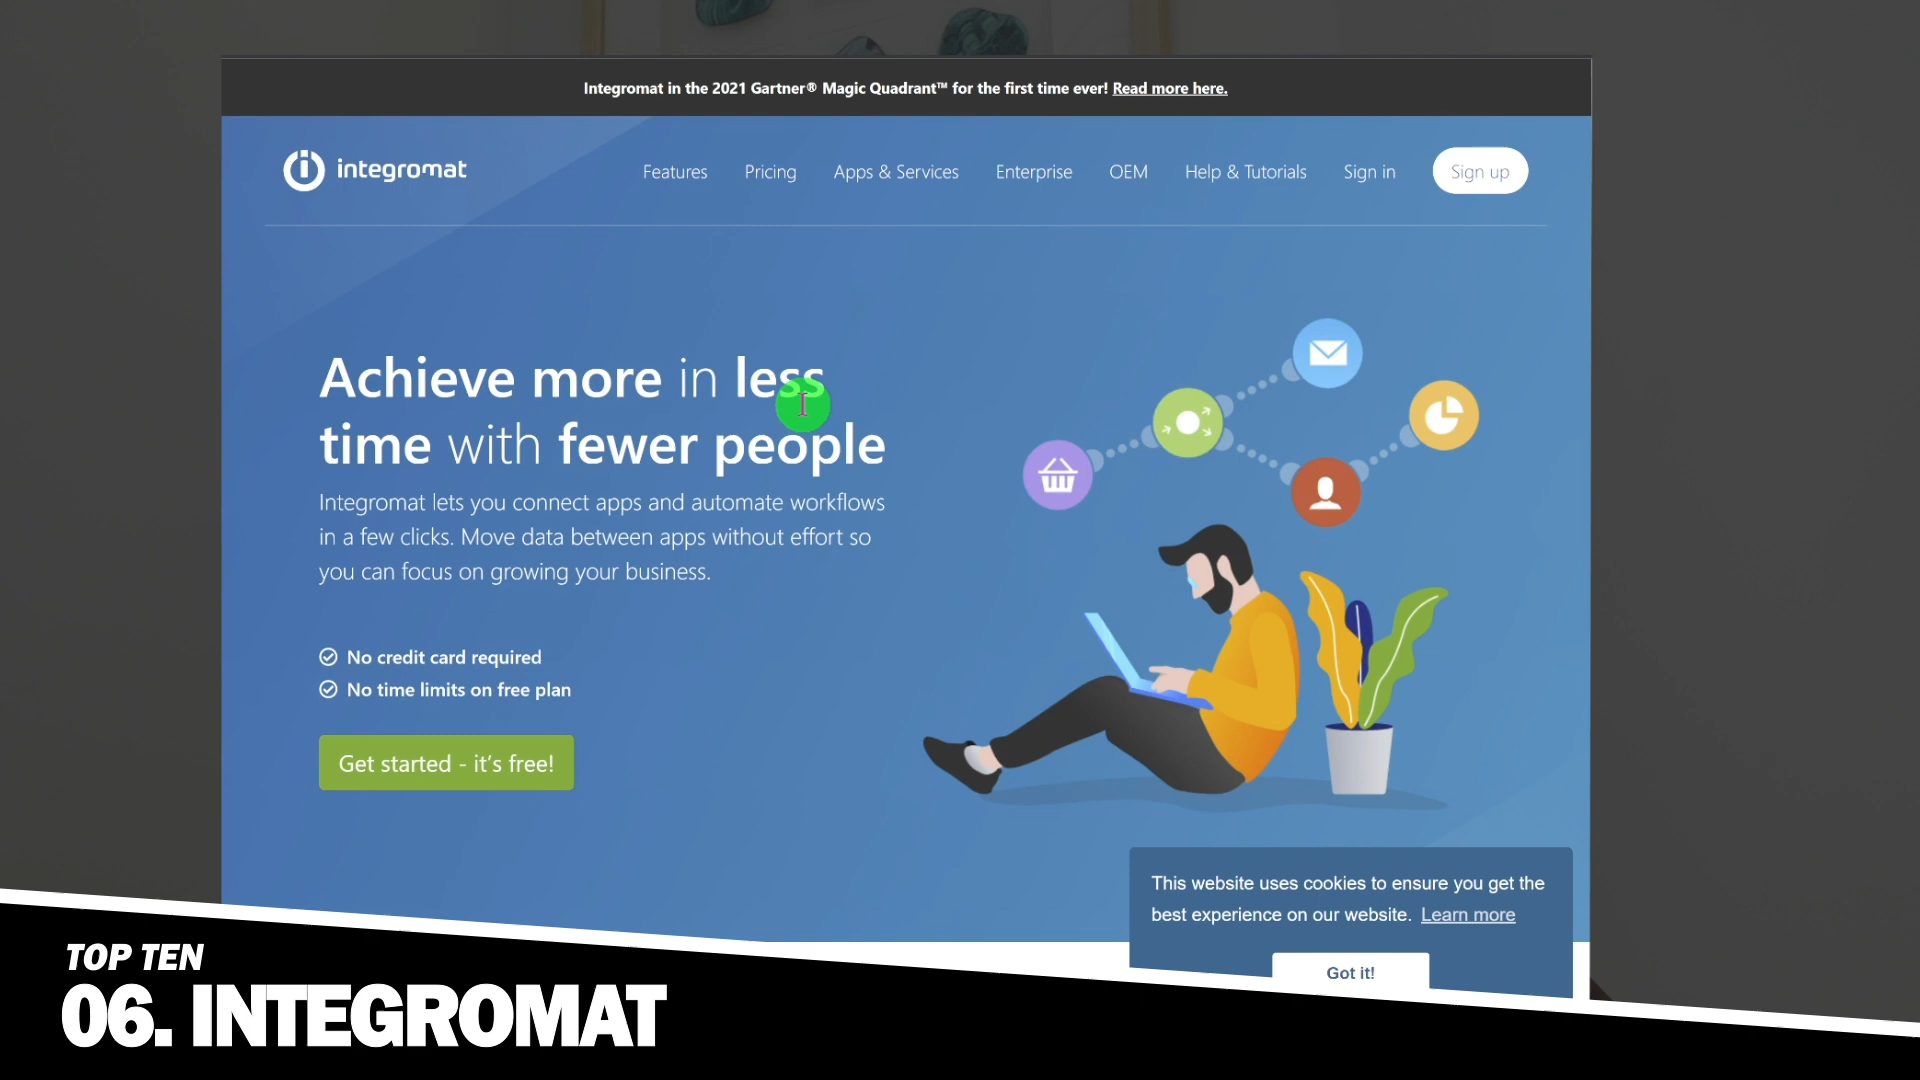 Integromat in the 2021 Gartner® Magic Quadrant™ for the first time ever! Read more here.
integromat
Features
Pricing
Apps & Services
Enterprise
OEM
Help & Tutorials
Sign in
Sign up
Achieve more in less
time with fewer people
Integromat lets you connect apps and automate workflows
in a few clicks. Move data between apps without effort so
you can focus on growing your business.
No credit card required
No time limits on free plan
Get started - it’s free!
This website uses cookies to ensure you get the
best experience on our website. Learn more
Got it!
TOP TEN
06. INTEGROMAT